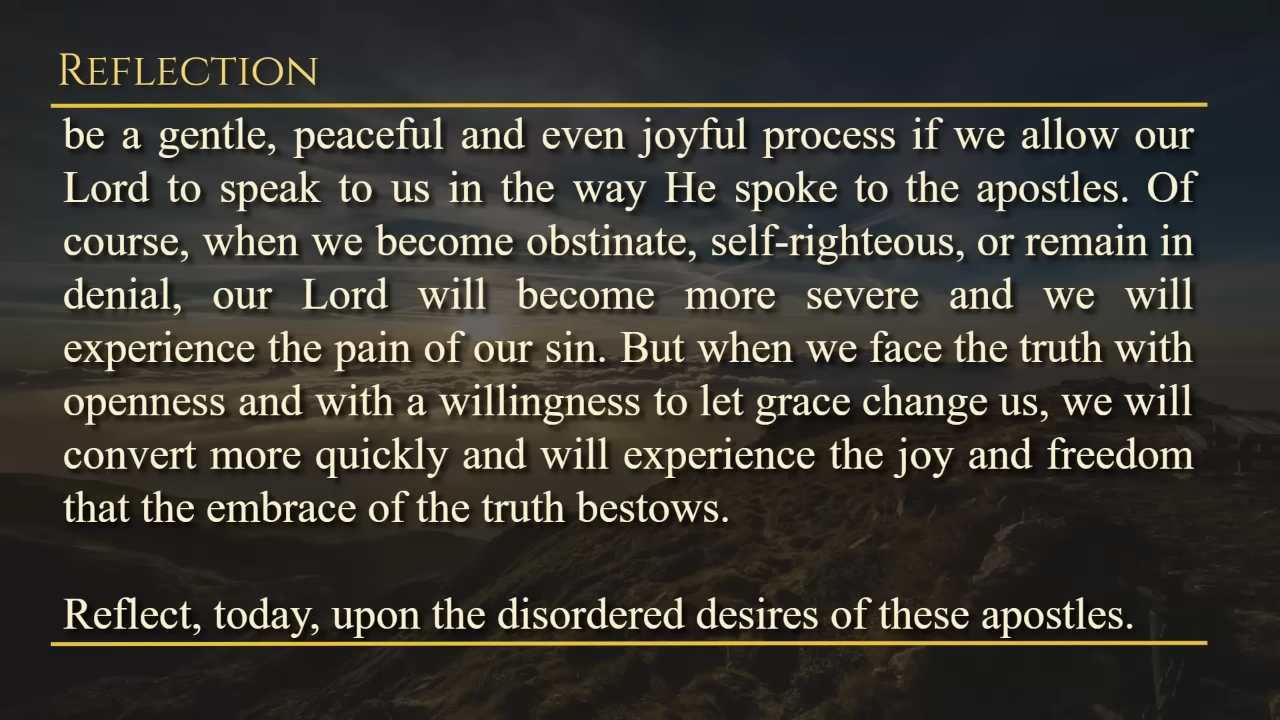 Reflection
be a gentle, peaceful and even joyful process if we allow our
Lord to speak to us in the way He spoke to the apostles. Of
course, when we become obstinate, self-righteous, or remain in
denial, our Lord will become more severe and we will
experience the pain of our sin. But when we face the truth with
openness and with a willingness to let grace change us, we will
convert more quickly and will experience the joy and freedom
that the embrace of the truth bestows.
Reflect, today, upon the disordered desires of these apostles.